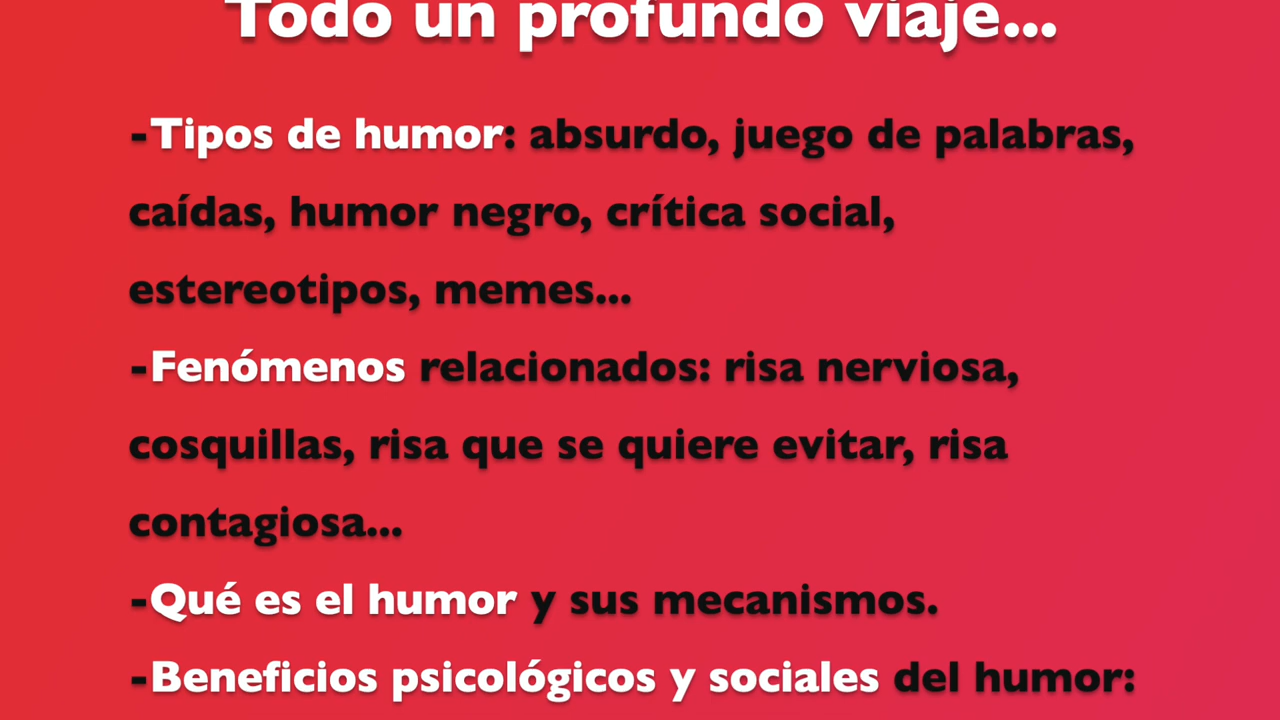 Todo un profundo viaje...
-Tipos de humor: absurdo, juego de palabras,
caídas, humor negro, crítica social,
estereotipos, memes...
-Fenómenos relacionados: risa nerviosa,
cosquillas, risa que se quiere evitar, risa
contagiosa...
-Qué es el humor y sus mecanismos.
-Beneficios psicológicos y sociales del humor: